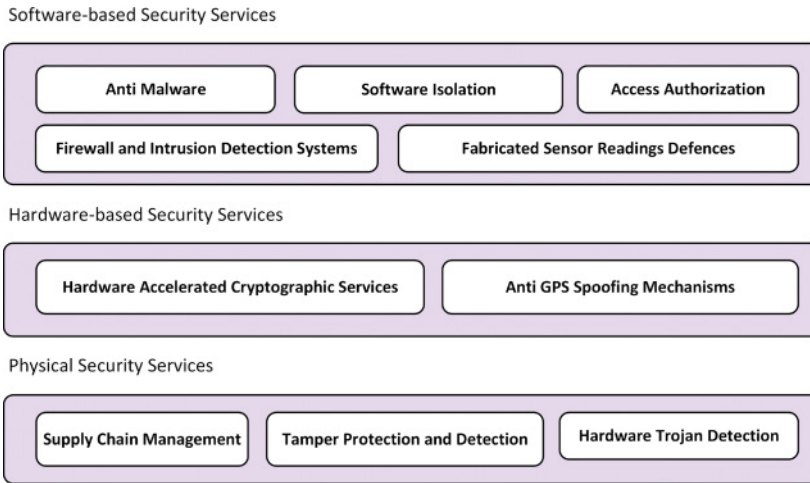 Software-based Security Services
Anti Malware
Software Isolation
Access Authorization
Firewall and Intrusion Detection Systems
Fabricated Sensor Readings Defences
Hardware-based Security Services
Hardware Accelerated Cryptographic Services
Anti GPS Spoofing Mechanisms
Physical Security Services
Supply Chain Management
Tamper Protection and Detection
Hardware Trojan Detection